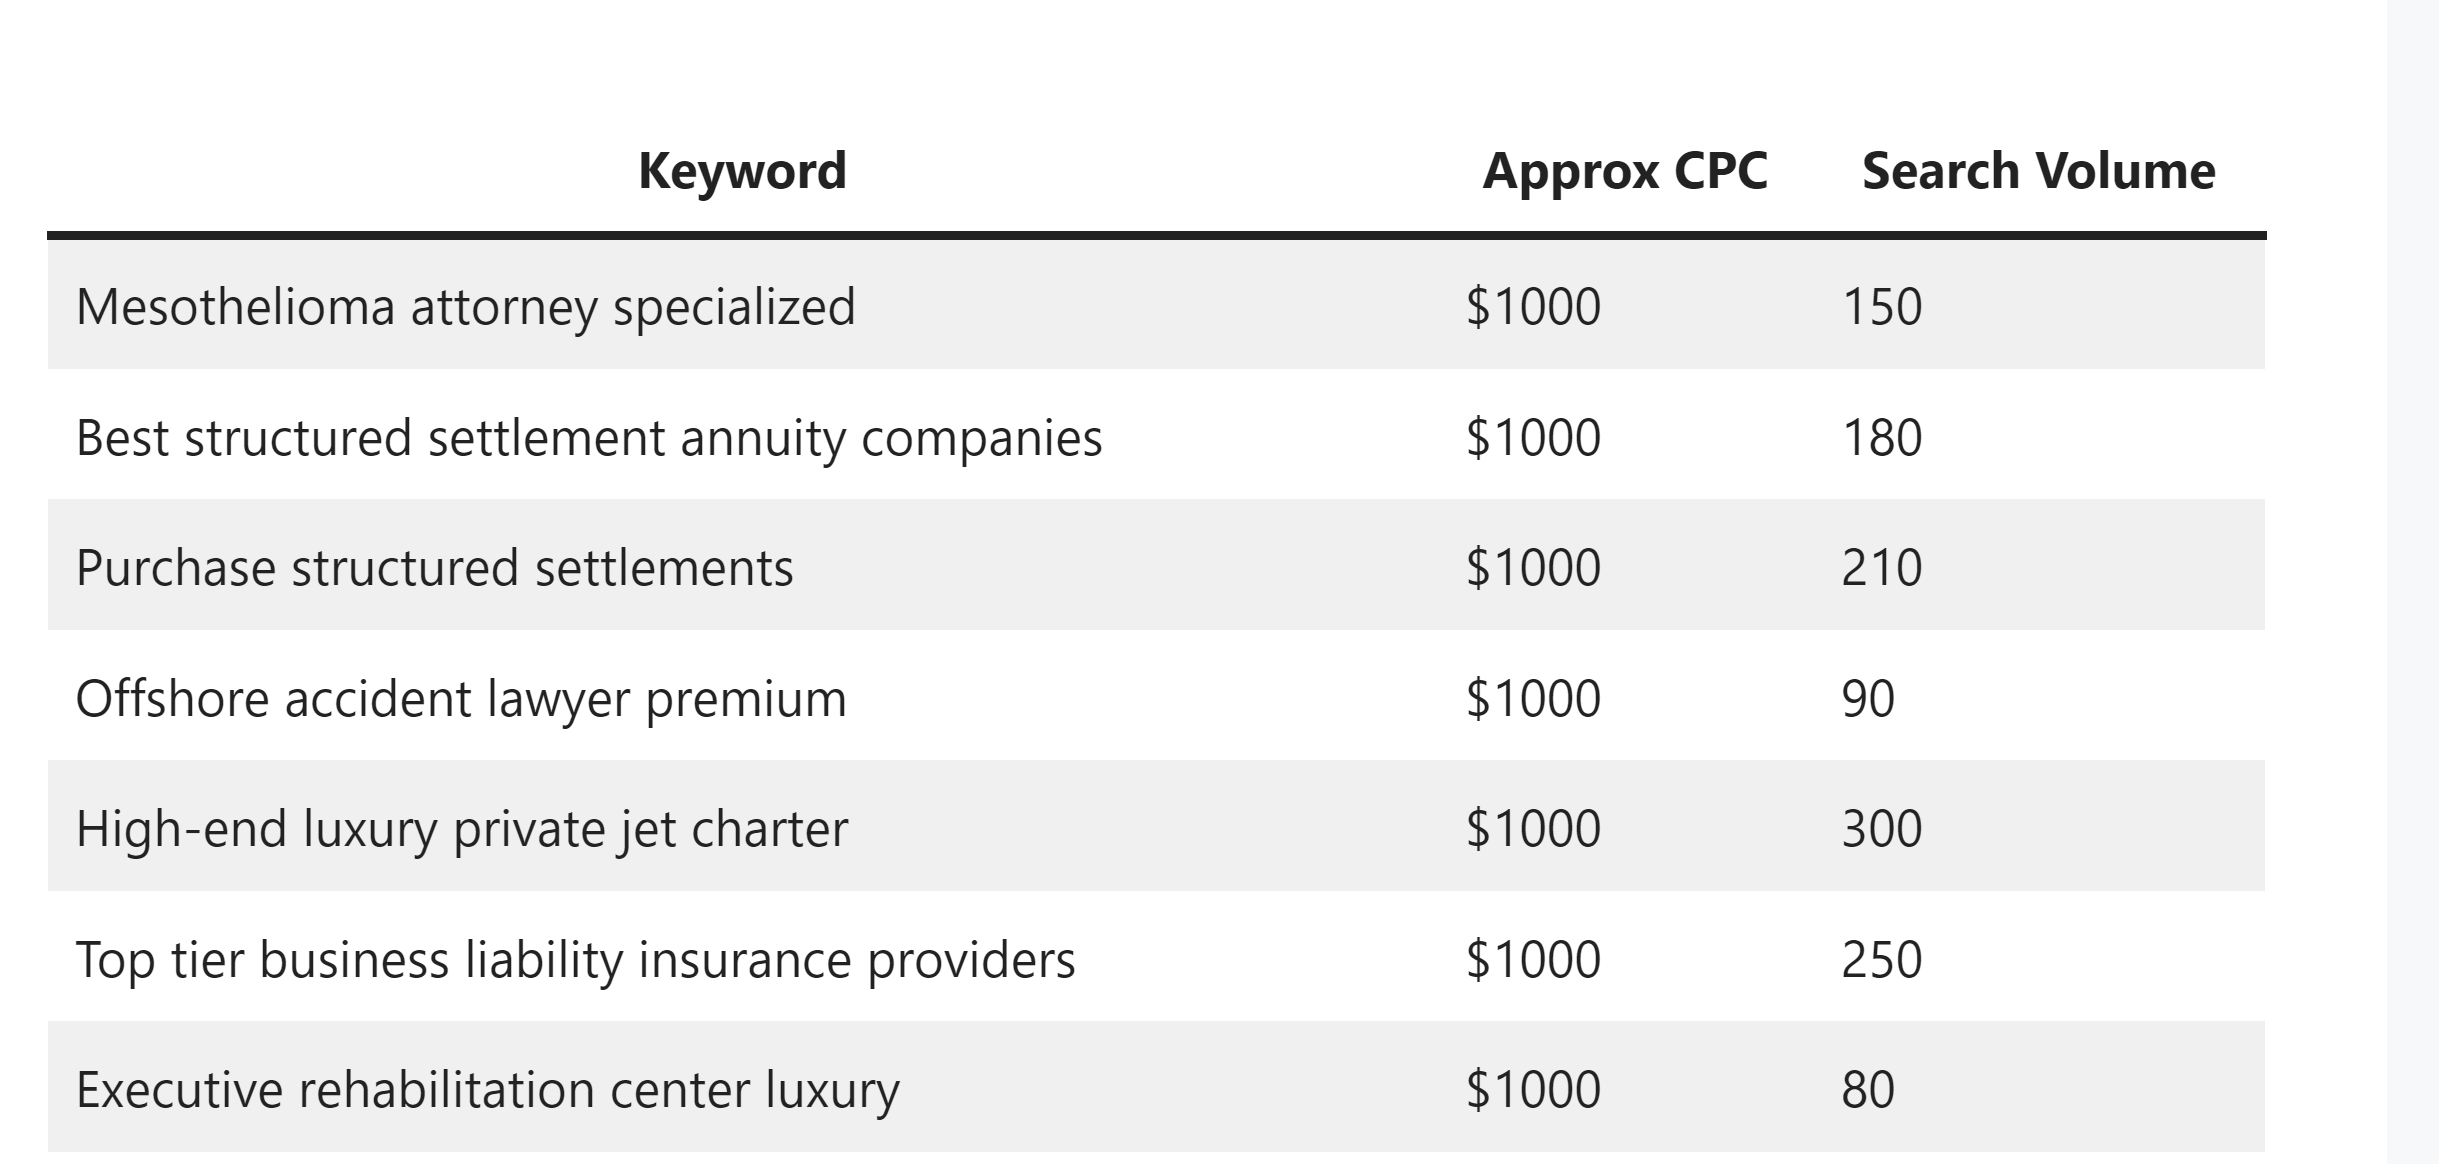 Keyword Approx CPC Search Volume
Mesothelioma attorney specialized $1000 150
Best structured settlement annuity companies $1000 180
Purchase structured settlements $1000 210
Offshore accident lawyer premium $1000 90
High-end luxury private jet charter $1000 300
Top tier business liability insurance providers $1000 250
Executive rehabilitation center luxury $1000 80